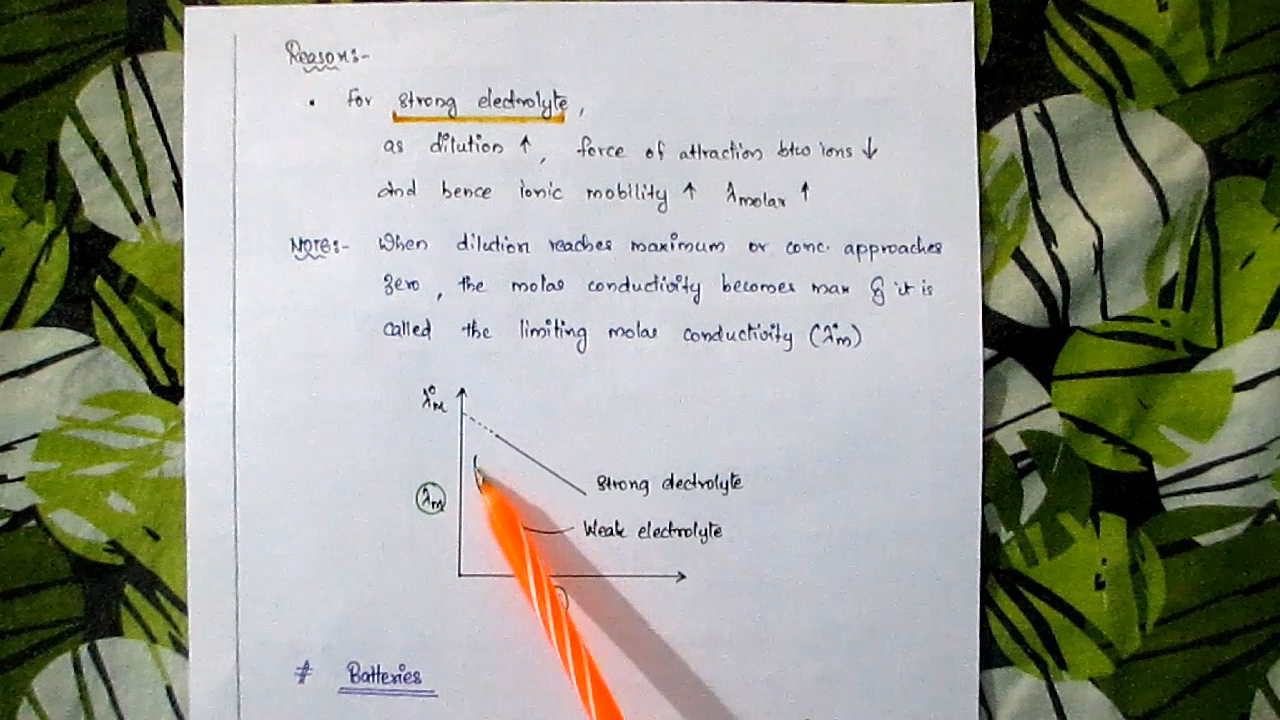 Reasons:-
• For strong electrolyte,
as dilution ↑, force of attraction btw ions ↓
and hence ionic mobility ↑ λmolar ↑
Note:- When dilution reaches maximum or conc. approaches
zero, the molar conductivity becomes max & it is
called the limiting molar conductivity (λ°m)
λ°m
Strong electrolyte
λm
Weak electrolyte
# Batteries